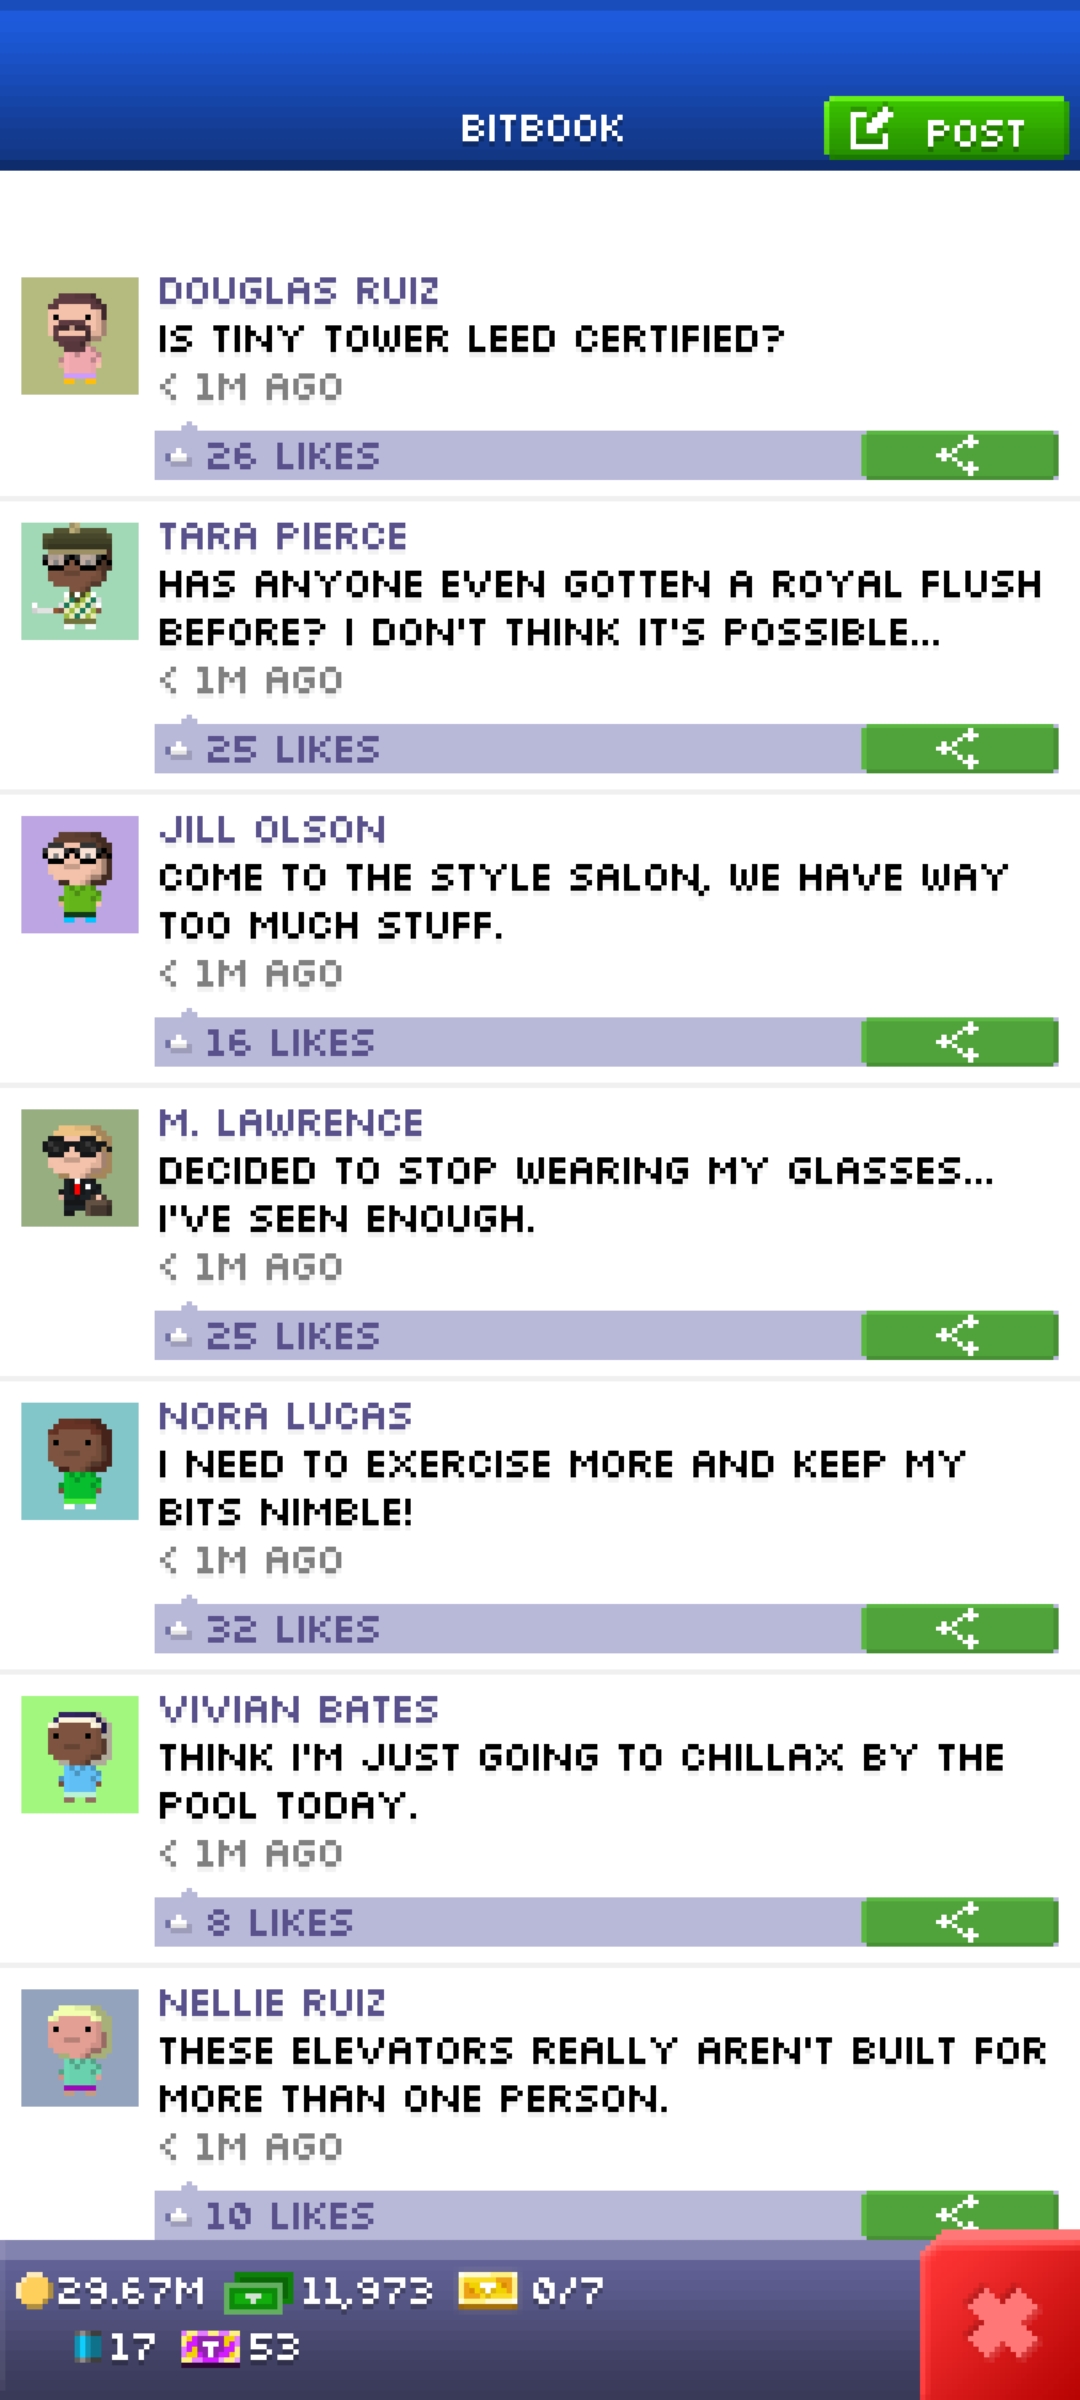 BITBOOK
POST
DOUGLAS RUIZ
IS TINY TOWER LEED CERTIFIED?
< 1M AGO
26 LIKES
TARA PIERCE
HAS ANYONE EVEN GOTTEN A ROYAL FLUSH
BEFORE? I DON'T THINK IT'S POSSIBLE...
< 1M AGO
25 LIKES
JILL OLSON
COME TO THE STYLE SALON, WE HAVE WAY
TOO MUCH STUFF.
< 1M AGO
16 LIKES
M. LAWRENCE
DECIDED TO STOP WEARING MY GLASSES...
I'VE SEEN ENOUGH.
< 1M AGO
25 LIKES
NORA LUCAS
I NEED TO EXERCISE MORE AND KEEP MY
BITS NIMBLE!
< 1M AGO
32 LIKES
VIVIAN BATES
THINK I'M JUST GOING TO CHILLAX BY THE
POOL TODAY.
< 1M AGO
8 LIKES
NELLIE RUIZ
THESE ELEVATORS REALLY AREN'T BUILT FOR
MORE THAN ONE PERSON.
< 1M AGO
10 LIKES
29.67M 11,973 0/7
17 T 53